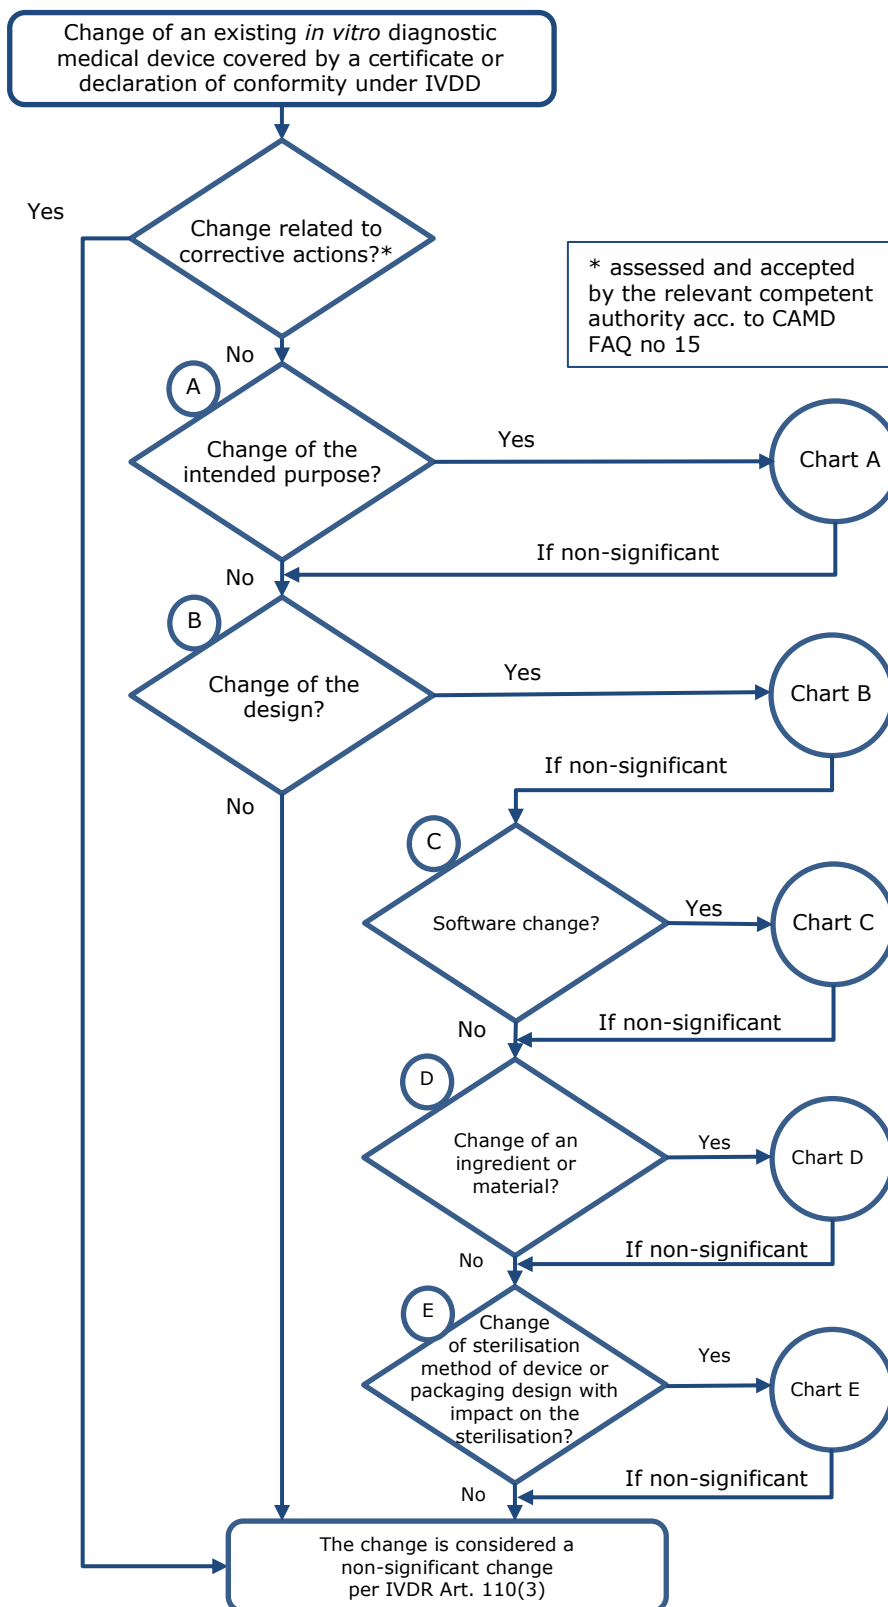 Change of an existing in vitro diagnostic
medical device covered by a certificate or
declaration of conformity under IVDD
Yes
Change related to
corrective actions?*
* assessed and accepted
by the relevant competent
authority acc. to CAMD
FAQ no 15
No
A
Change of the
intended purpose?
Yes
Chart A
If non-significant
No
B
Change of the
design?
Yes
Chart B
If non-significant
No
C
Software change?
Yes
Chart C
If non-significant
No
D
Change of an
ingredient or
material?
Yes
Chart D
If non-significant
No
E
Change
of sterilisation
method of device or
packaging design with
impact on the
sterilisation?
Yes
Chart E
If non-significant
No
The change is considered a
non-significant change
per IVDR Art. 110(3)